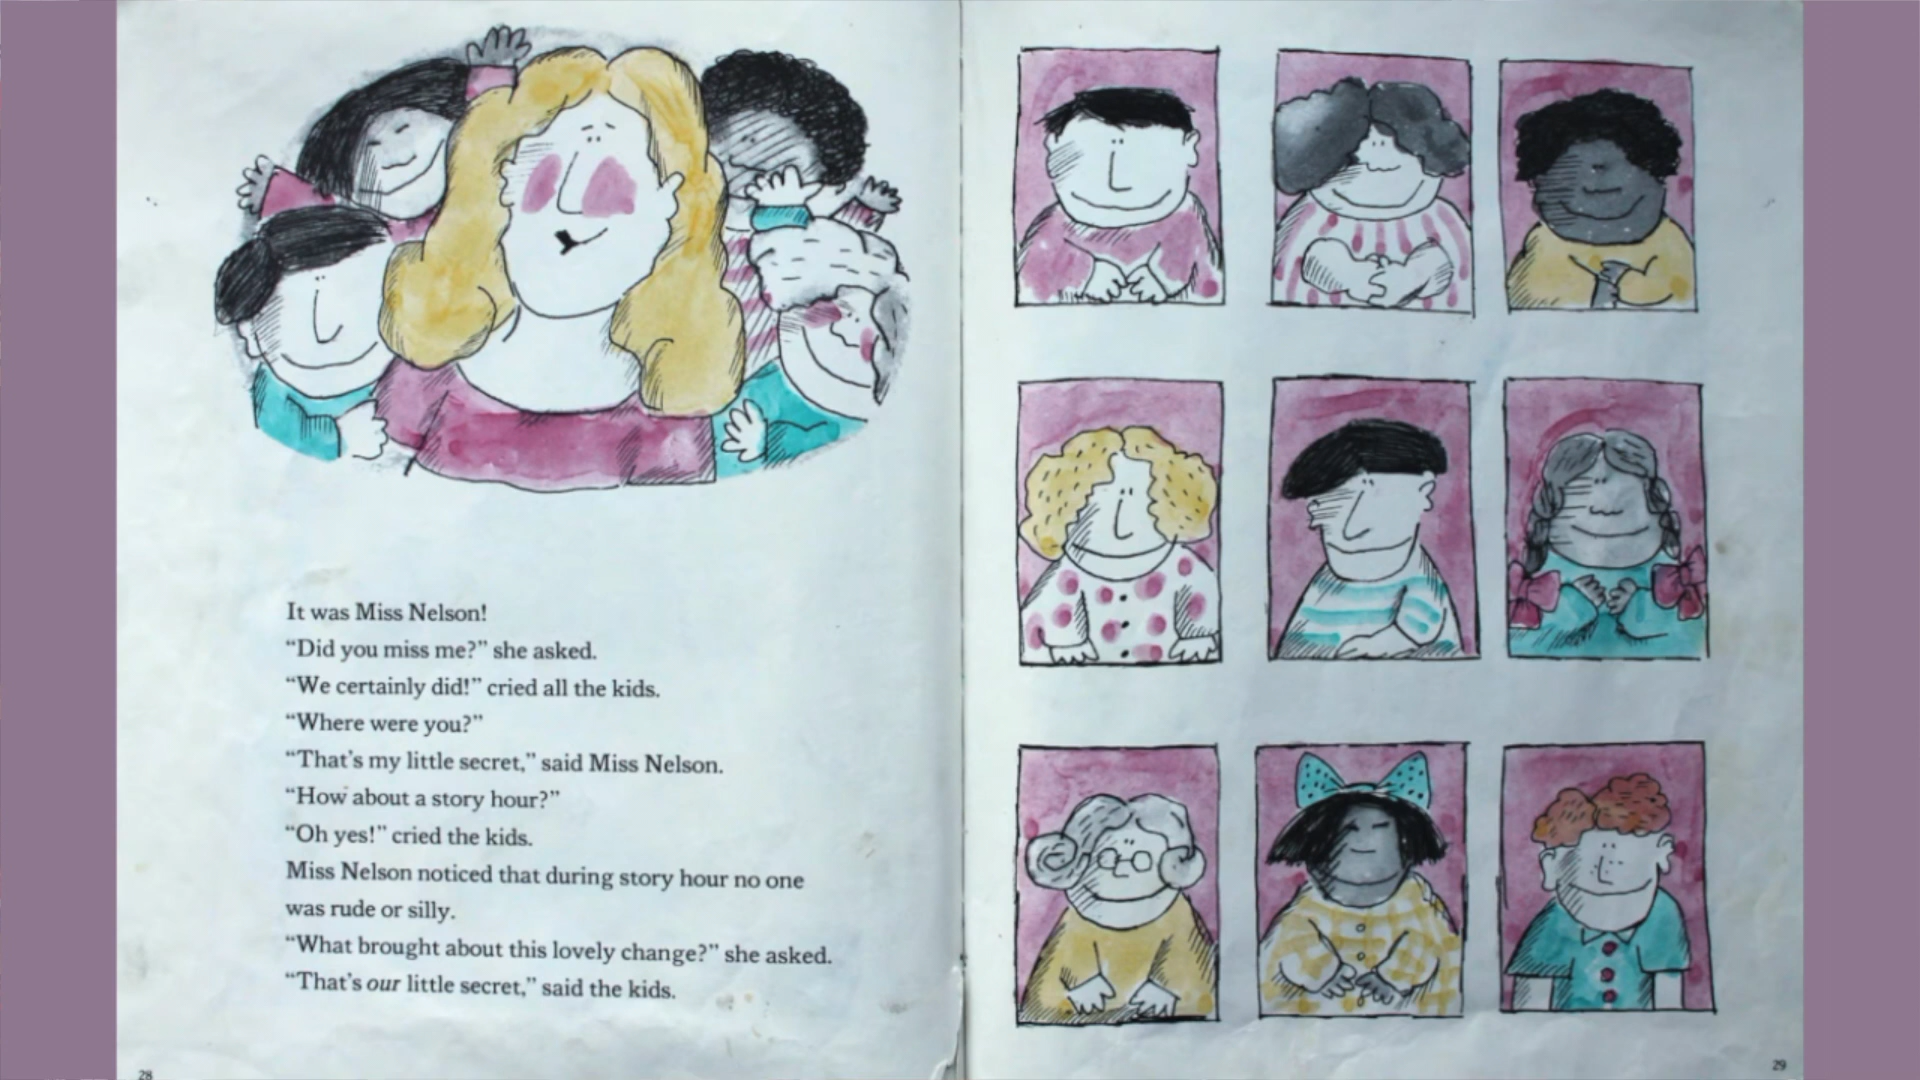 It was Miss Nelson!
“Did you miss me?” she asked.
“We certainly did!” cried all the kids.
“Where were you?”
“That’s my little secret,” said Miss Nelson.
“How about a story hour?”
“Oh yes!” cried the kids.
Miss Nelson noticed that during story hour no one
was rude or silly.
“What brought about this lovely change?” she asked.
“That’s our little secret,” said the kids.
28
29